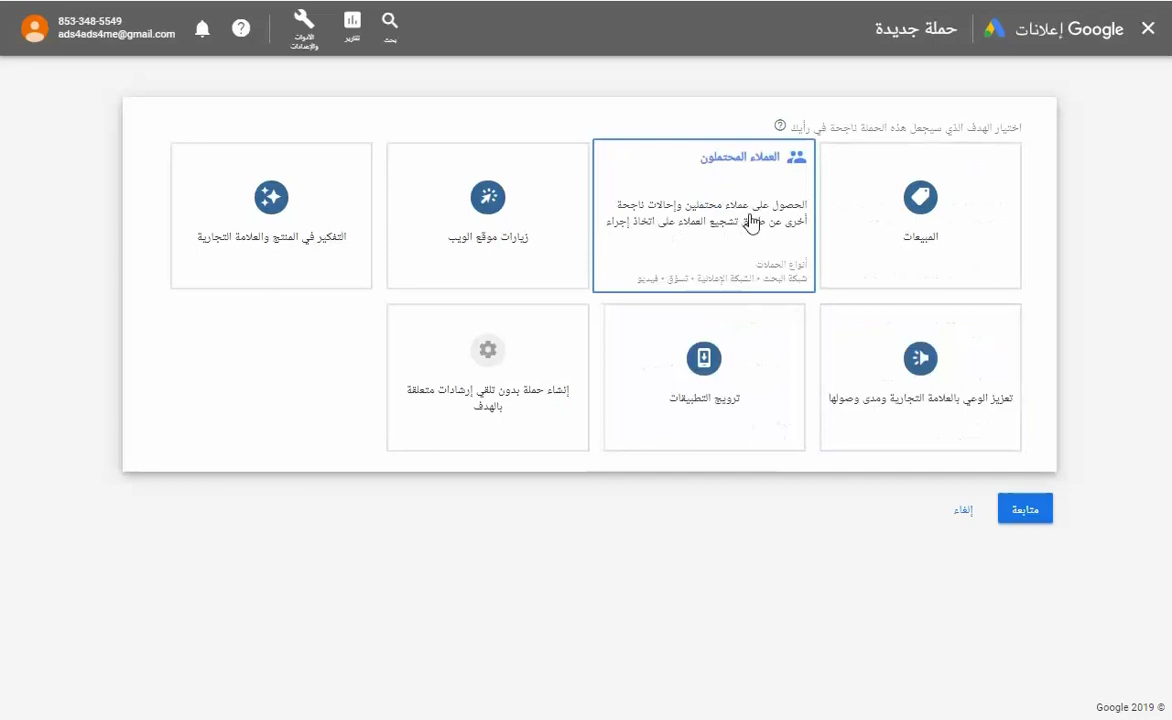 Google إعلانات
حملة جديدة
بحث
تقارير
الأدوات
والإعدادات
853-348-5549
ads4ads4me@gmail.com
اختيار الهدف الذي سيجعل هذه الحملة ناجحة في رأيك
المبيعات
العملاء المحتملون
الحصول على عملاء محتملين وإحالات ناجحة
أخرى عن طريق تشجيع العملاء على اتخاذ إجراء
أنواع الحملات
شبكة البحث • الشبكة الإعلانية • تسوّق • فيديو
زيارات موقع الويب
التفكير في المنتج والعلامة التجارية
تعزيز الوعي بالعلامة التجارية ومدى وصولها
ترويج التطبيقات
إنشاء حملة بدون تلقي إرشادات متعلقة
بالهدف
متابعة
إلغاء
Google 2019 ©